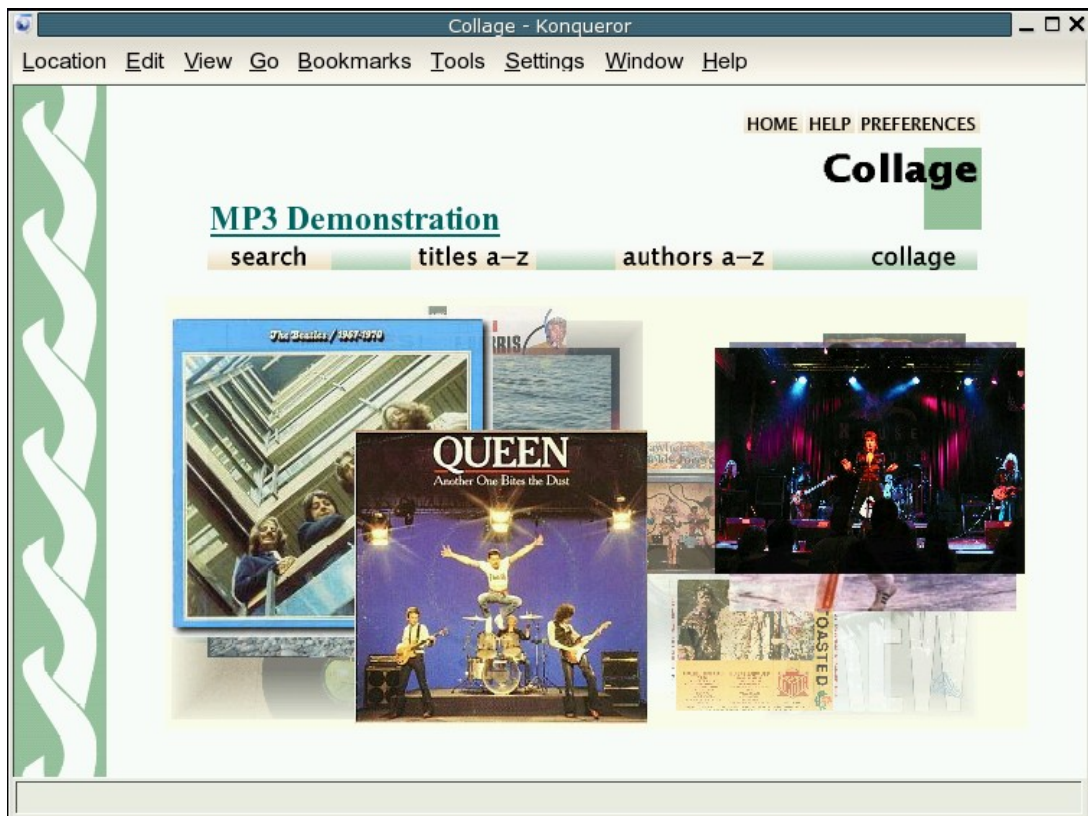 Collage - Konqueror
Location Edit View Go Bookmarks Tools Settings Window Help
HOME HELP PREFERENCES
Collage
MP3 Demonstration
search titles a–z authors a–z collage
The Beatles / 1967-1970
RRIS
QUEEN
Another One Bites the Dust
OASTED